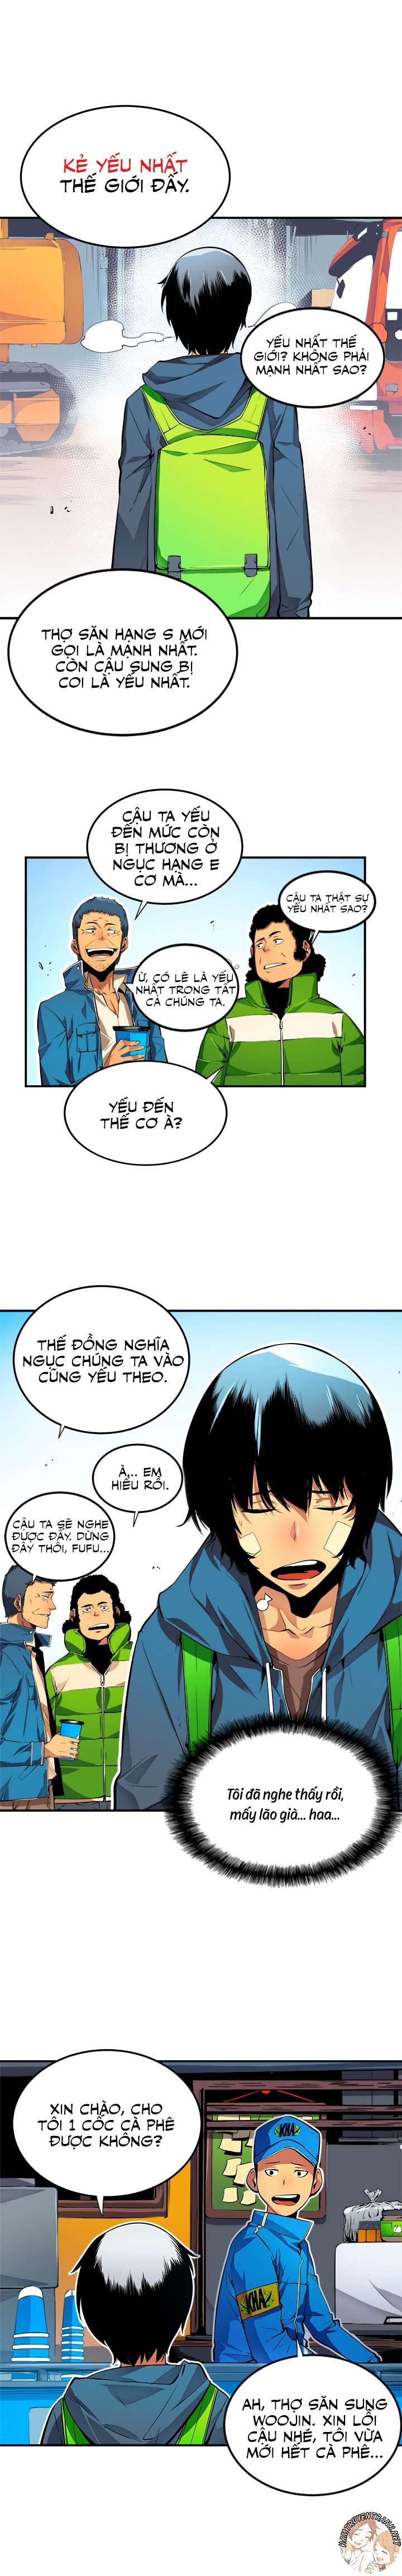 KẺ YẾU NHẤT
THẾ GIỚI ĐẤY.
YẾU NHẤT THẾ
GIỚI? KHÔNG PHẢI
MẠNH NHẤT SAO?
THỢ SĂN HẠNG S MỚI
GỌI LÀ MẠNH NHẤT.
CÒN CẬU SUNG BỊ
COI LÀ YẾU NHẤT.
CẬU TA YẾU
ĐẾN MỨC CÒN
BỊ THƯƠNG Ở
NGỤC HẠNG E
CƠ MÀ...
CẬU TA THẬT SỰ
YẾU NHẤT SAO?
Ừ, CÓ LẼ LÀ YẾU
NHẤT TRONG TẤT
CẢ CHÚNG TA.
YẾU ĐẾN
THẾ CƠ À?
THẾ ĐỒNG NGHĨA
NGỤC CHÚNG TA VÀO
CŨNG YẾU THEO.
À... EM
HIỂU RỒI.
CẬU TA SẼ NGHE
ĐƯỢC ĐẤY. DỪNG
ĐÂY THÔI, FUFU...
Tôi đã nghe thấy rồi,
mấy lão già... haa...
XIN CHÀO, CHO
TÔI 1 CỐC CÀ PHÊ
ĐƯỢC KHÔNG?
KHA
KHA
AH, THỢ SĂN SUNG
WOOJIN. XIN LỖI
CẬU NHÉ, TÔI VỪA
MỚI HẾT CÀ PHÊ...
HAMTRUYENTRANH.NET